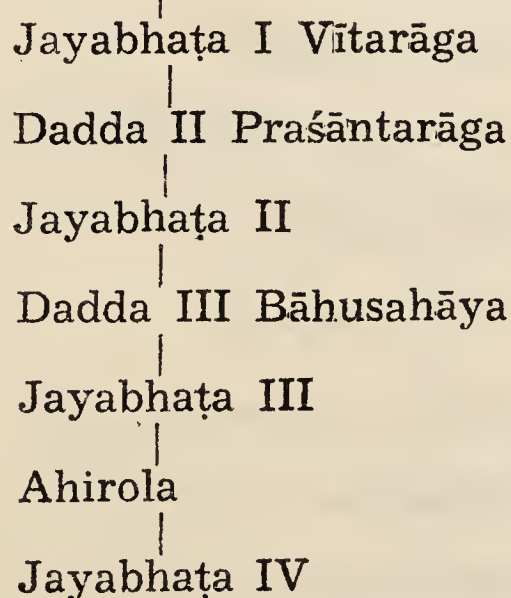 Jayabhaṭa I Vītarāga
Dadda II Praśāntarāga
Jayabhaṭa II
Dadda III Bāhusahāya
Jayabhaṭa III
Ahirola
Jayabhaṭa IV